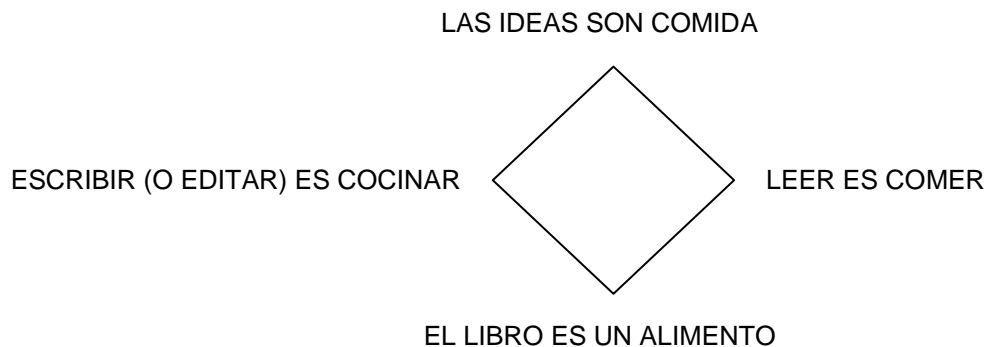 LAS IDEAS SON COMIDA
ESCRIBIR (O EDITAR) ES COCINAR
LEER ES COMER
EL LIBRO ES UN ALIMENTO